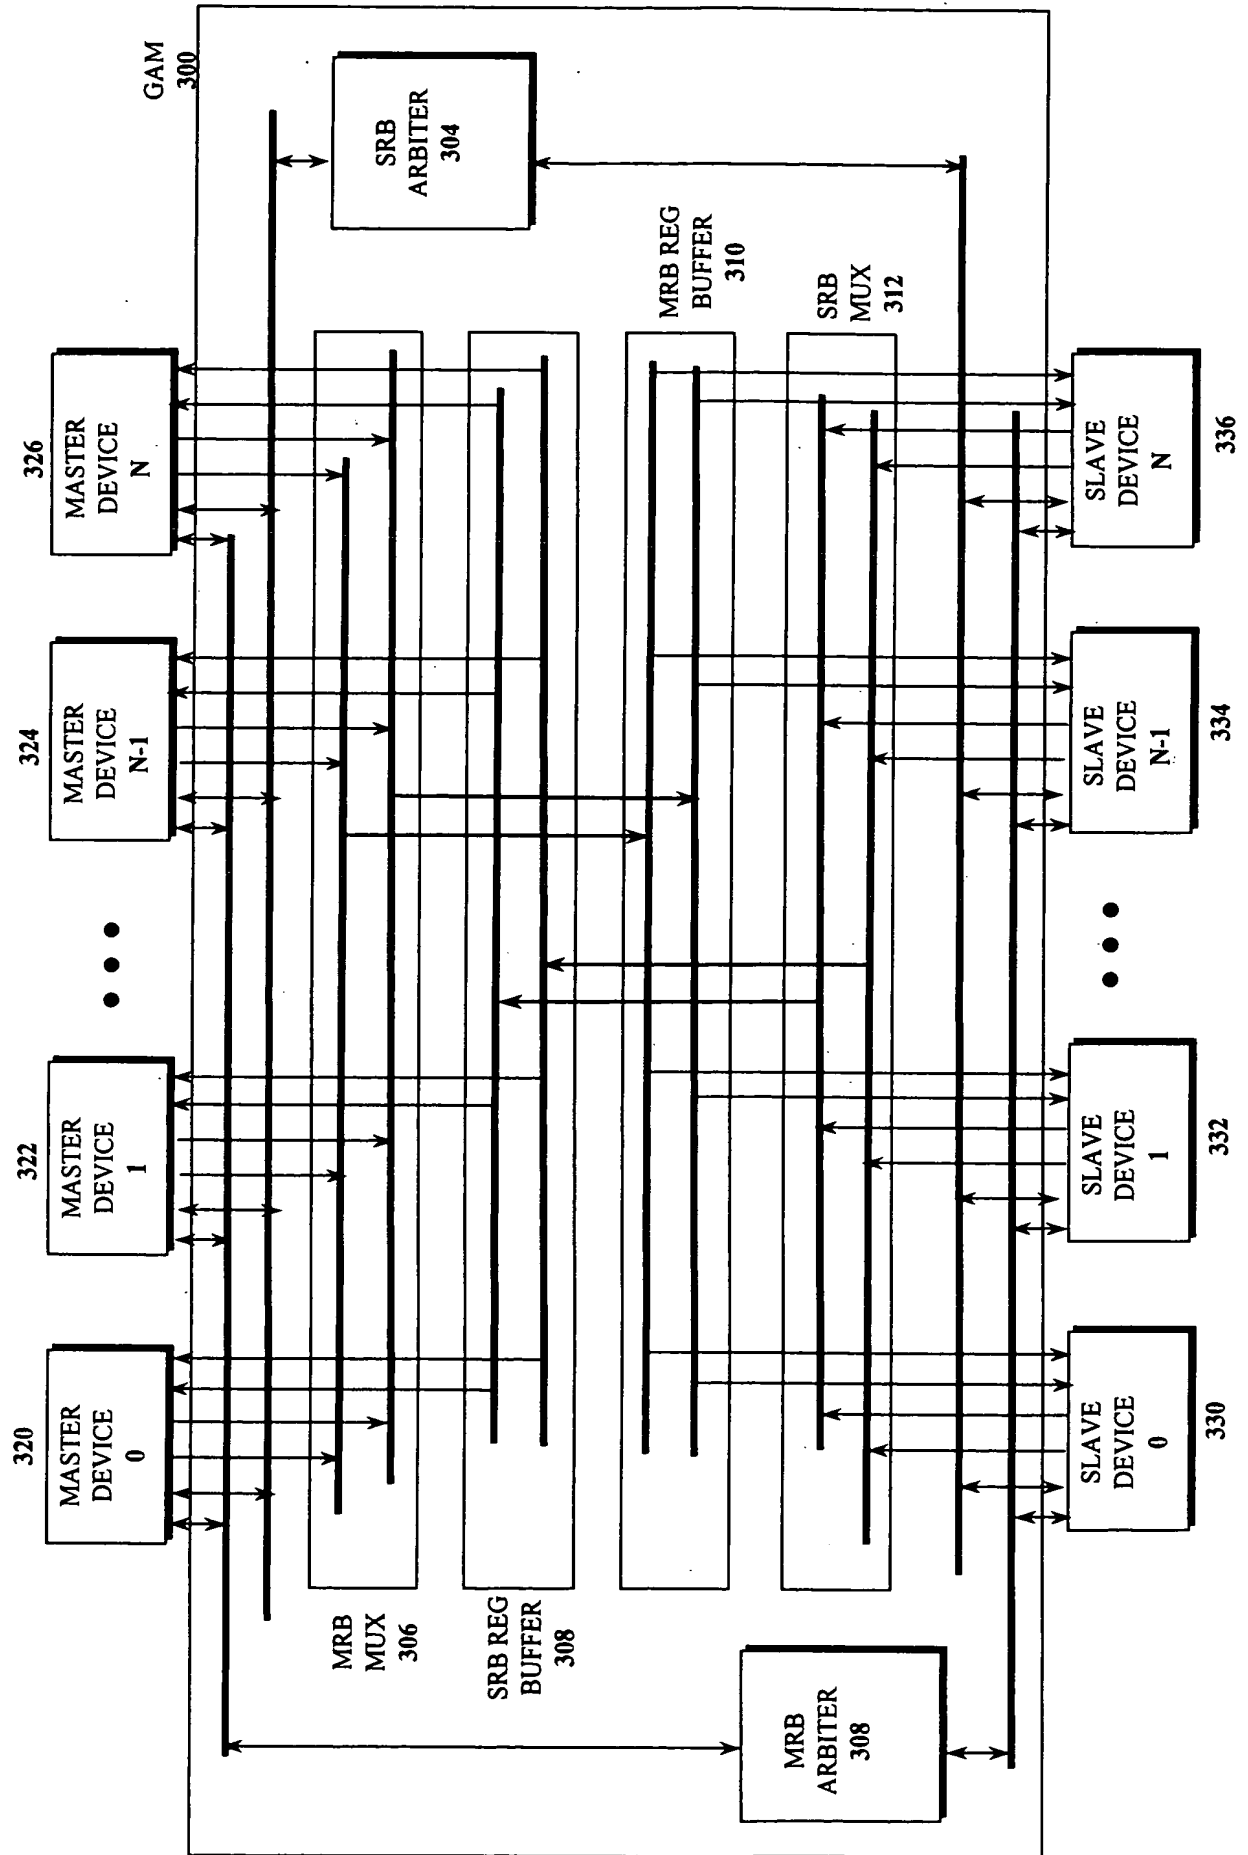 GAM
300
320
MASTER
DEVICE
0
322
MASTER
DEVICE
1
324
MASTER
DEVICE
N-1
326
MASTER
DEVICE
N
MRB
MUX
306
SRB REG
BUFFER
308
MRB ARBITER
308
SRB
ARBITER
304
MRB REG
BUFFER
310
SRB
MUX
312
SLAVE
DEVICE
0
330
SLAVE
DEVICE
1
332
SLAVE
DEVICE
N-1
334
SLAVE
DEVICE
N
336